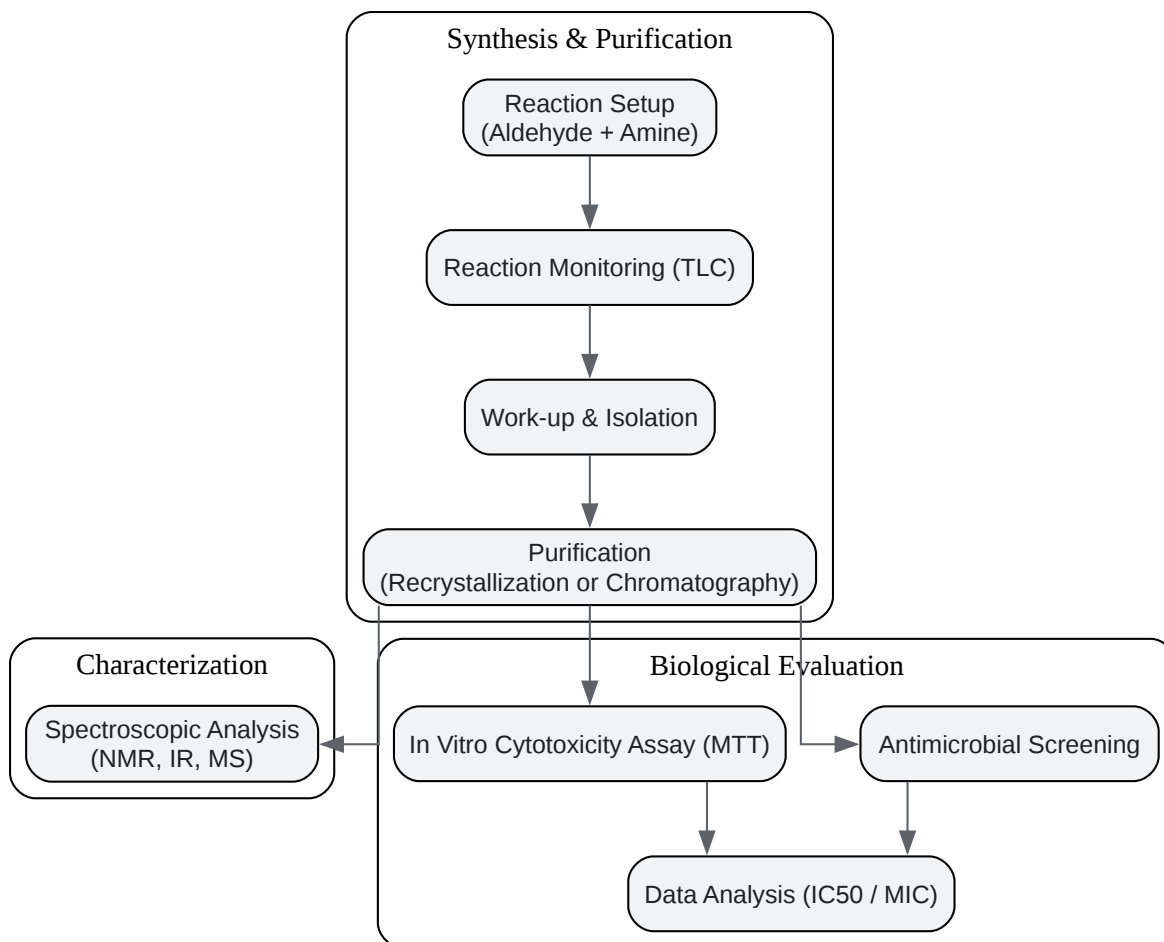 Synthesis & Purification
Reaction Setup
(Aldehyde + Amine)
Reaction Monitoring (TLC)
Work-up & Isolation
Purification
(Recrystallization or Chromatography)
Characterization
Spectroscopic Analysis
(NMR, IR, MS)
Biological Evaluation
In Vitro Cytotoxicity Assay (MTT)
Antimicrobial Screening
Data Analysis (IC50 / MIC)